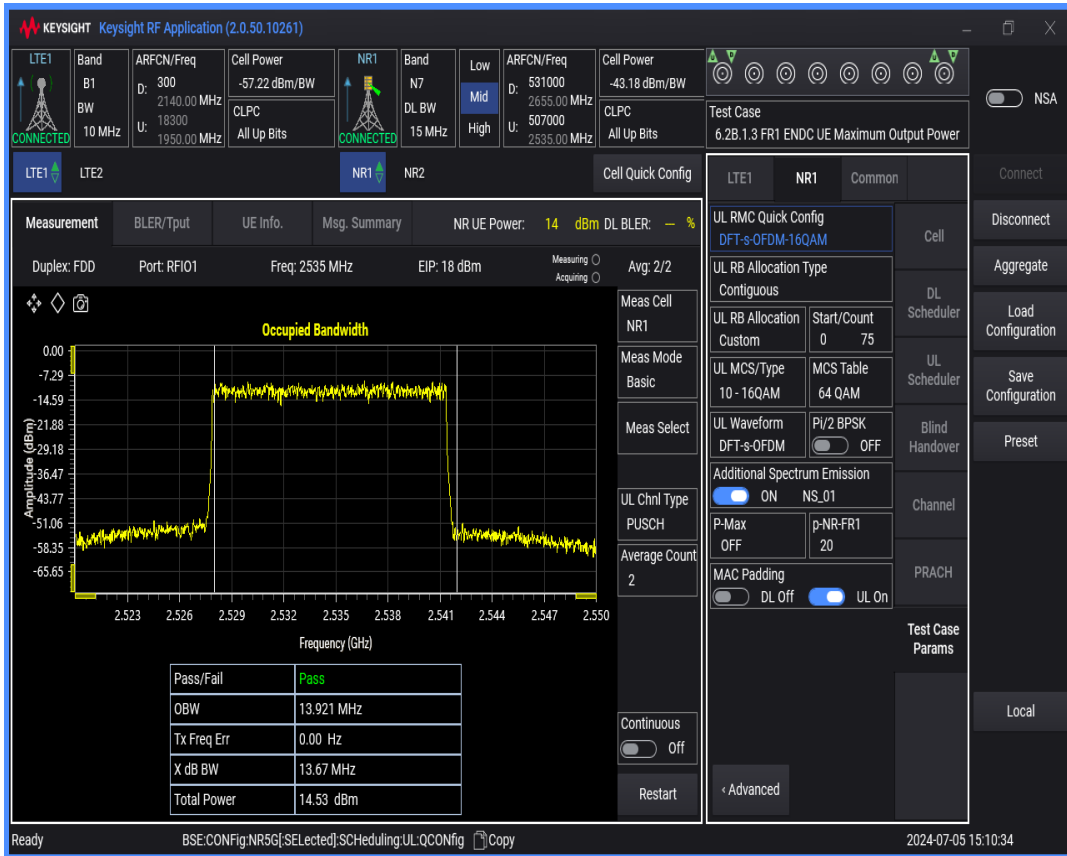 KEYSIGHT Keysight RF Application (2.0.50.10261)
LTE1 Band ARFCN/Freq Cell Power NR1 Band Low ARFCN/Freq Cell Power
B1 D: 300 -57.22 dBm/BW N7 D: 531000 -43.18 dBm/BW
2140.00 MHz Mid 2655.00 MHz
BW CLPC DL BW CLPC Test Case
CONNECTED 10 MHz U: 18300 All Up Bits CONNECTED 15 MHz High U: 507000 All Up Bits 6.2B.1.3 FR1 ENDC UE Maximum Output Power
1950.00 MHz 2535.00 MHz
NSA
LTE1 LTE2 NR1 NR2 Cell Quick Config
LTE1 NR1 Common
Connect
Measurement BLER/Tput UE Info. Msg. Summary NR UE Power: 14 dBm DL BLER: — %
Duplex: FDD Port: RFIO1 Freq: 2535 MHz EIP: 18 dBm Measuring Avg: 2/2
Acquiring
Occupied Bandwidth
Amplitude (dBm)
0.00
-7.29
-14.59
-21.88
-29.18
-36.47
-43.77
-51.06
-58.35
-65.65
2.523 2.526 2.529 2.532 2.535 2.538 2.541 2.544 2.547 2.550
Frequency (GHz)
Pass/Fail Pass
OBW 13.921 MHz
Tx Freq Err 0.00 Hz
X dB BW 13.67 MHz
Total Power 14.53 dBm
Meas Cell
NR1
Meas Mode
Basic
Meas Select
UL Chnl Type
PUSCH
Average Count
2
Continuous
Off
Restart
UL RMC Quick Config
DFT-s-OFDM-16QAM
UL RB Allocation Type
Contiguous
UL RB Allocation Start/Count
Custom 0 75
UL MCS/Type MCS Table
10 - 16QAM 64 QAM
UL Waveform Pi/2 BPSK
DFT-s-OFDM OFF
Additional Spectrum Emission
ON NS_01
P-Max p-NR-FR1
OFF 20
MAC Padding
DL Off UL On
‹ Advanced
Cell
DL
Scheduler
UL
Scheduler
Blind
Handover
Channel
PRACH
Test Case
Params
Disconnect
Aggregate
Load
Configuration
Save
Configuration
Preset
Local
Ready BSE:CONFig:NR5G[:SELected]:SCHeduling:UL:QCONfig Copy 2024-07-05 15:10:34